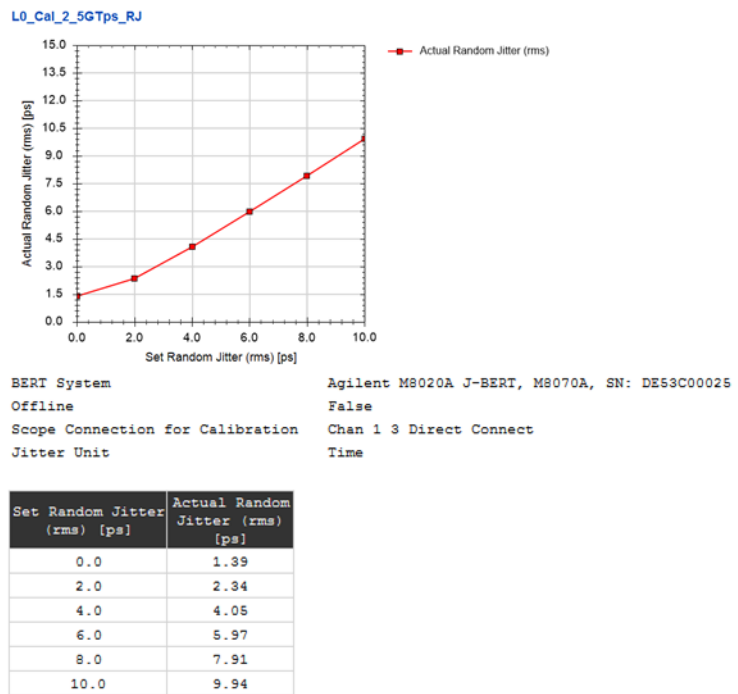 L0_Cal_2_5GTps_RJ
15.0
13.5
12.0
10.5
9.0
7.5
6.0
4.5
3.0
1.5
0.0
Actual Random Jitter (rms) [ps]
0.0 2.0 4.0 6.0 8.0 10.0
Set Random Jitter (rms) [ps]
Actual Random Jitter (rms)
BERT System Agilent M8020A J-BERT, M8070A, SN: DE53C00025
Offline False
Scope Connection for Calibration Chan 1 3 Direct Connect
Jitter Unit Time
Set Random Jitter (rms) [ps]
Actual Random Jitter (rms) [ps]
0.0 1.39
2.0 2.34
4.0 4.05
6.0 5.97
8.0 7.91
10.0 9.94